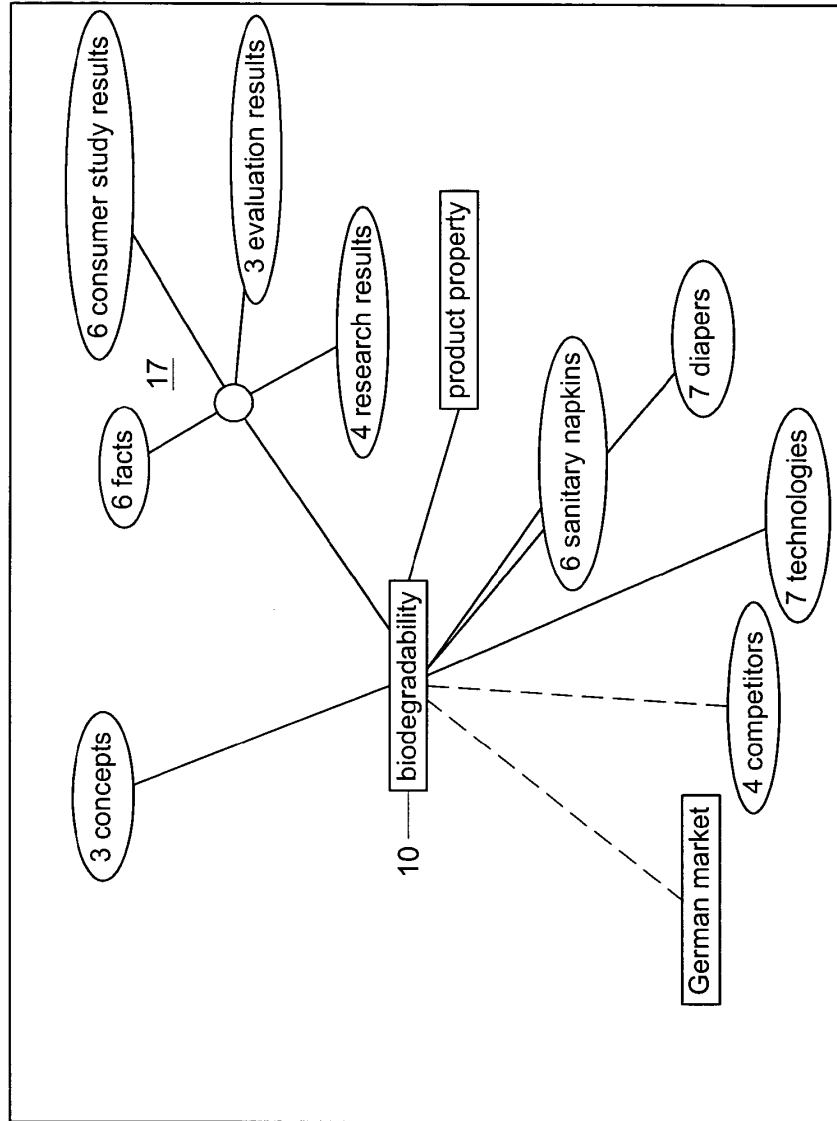 3 concepts
6 facts
17
6 consumer study results
3 evaluation results
4 research results
10
biodegradability
product property
6 sanitary napkins
7 diapers
German market
4 competitors
7 technologies